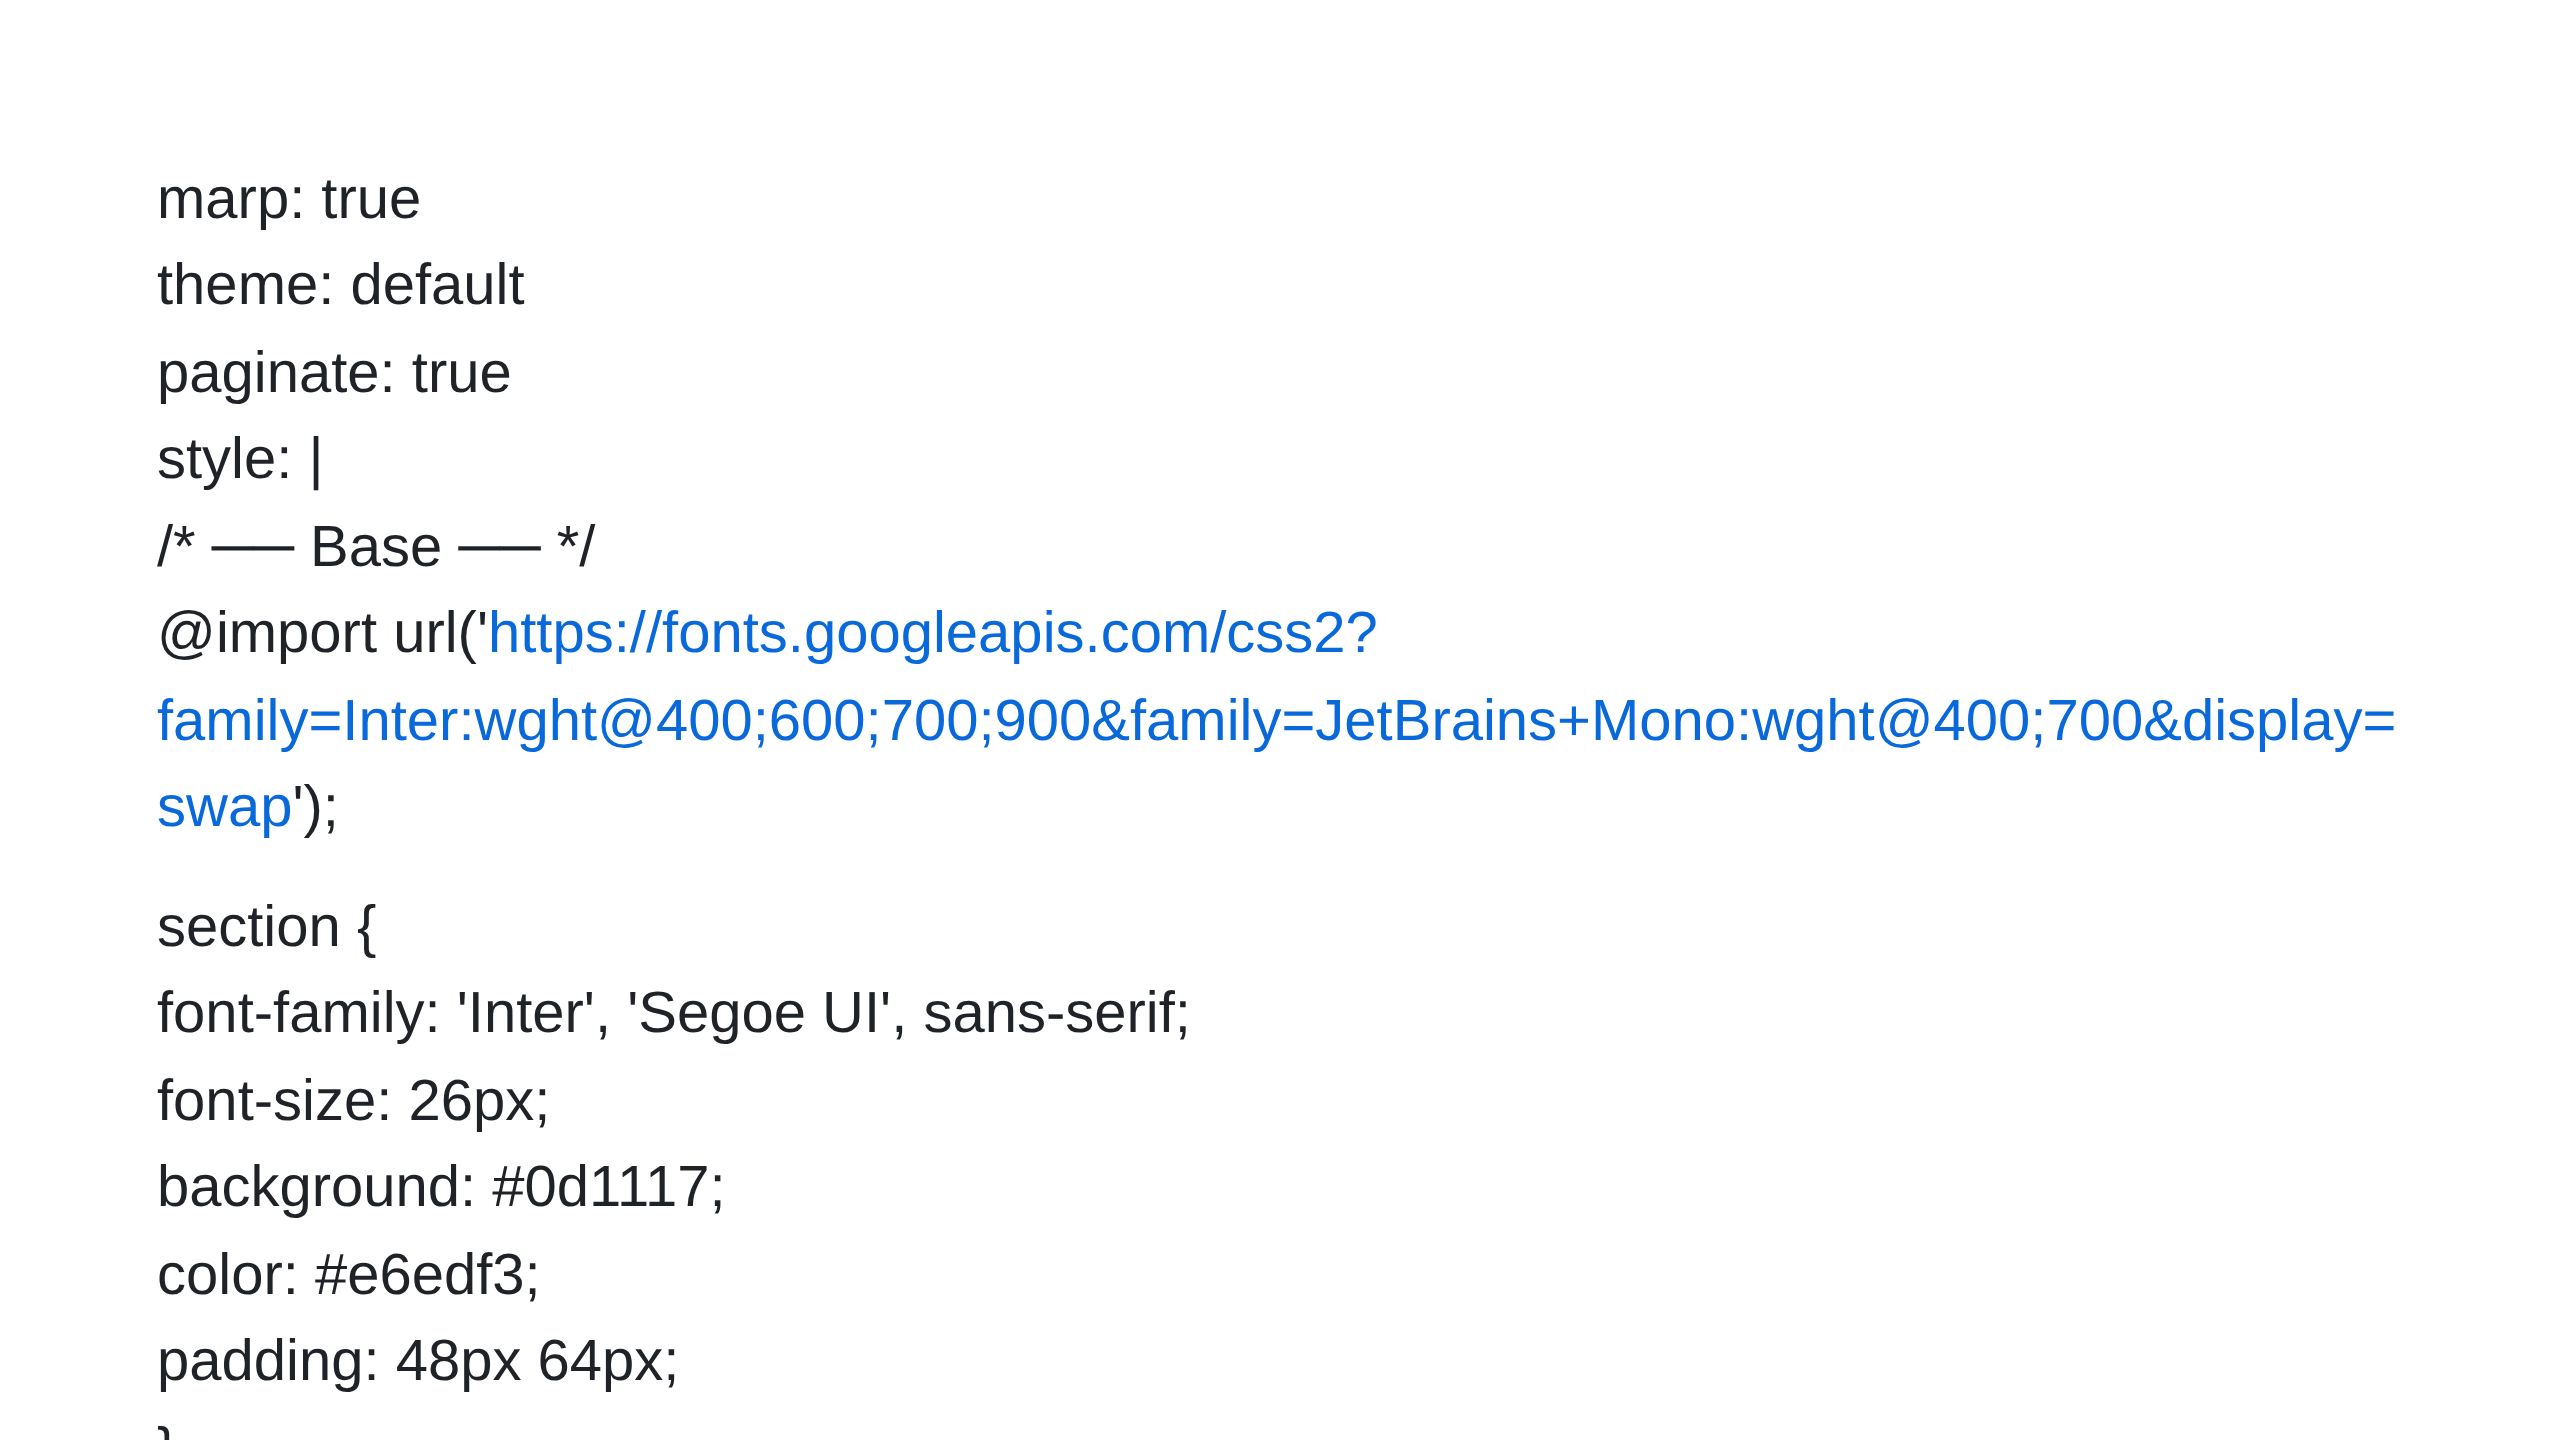 marp: true
theme: default
paginate: true
style: |
/* ── Base ── */
@import url('https://fonts.googleapis.com/css2?
family=Inter:wght@400;600;700;900&family=JetBrains+Mono:wght@400;700&display=
swap');
section {
font-family: 'Inter', 'Segoe UI', sans-serif;
font-size: 26px;
background: #0d1117;
color: #e6edf3;
padding: 48px 64px;
}